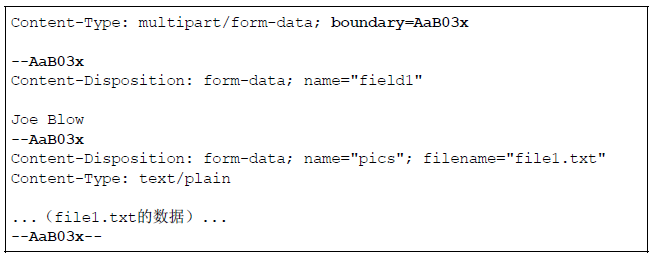 Content-Type: multipart/form-data; boundary=AaB03x
--AaB03x
Content-Disposition: form-data; name="field1"
Joe Blow
--AaB03x
Content-Disposition: form-data; name="pics"; filename="file1.txt"
Content-Type: text/plain
...（file1.txt的数据）...
--AaB03x--